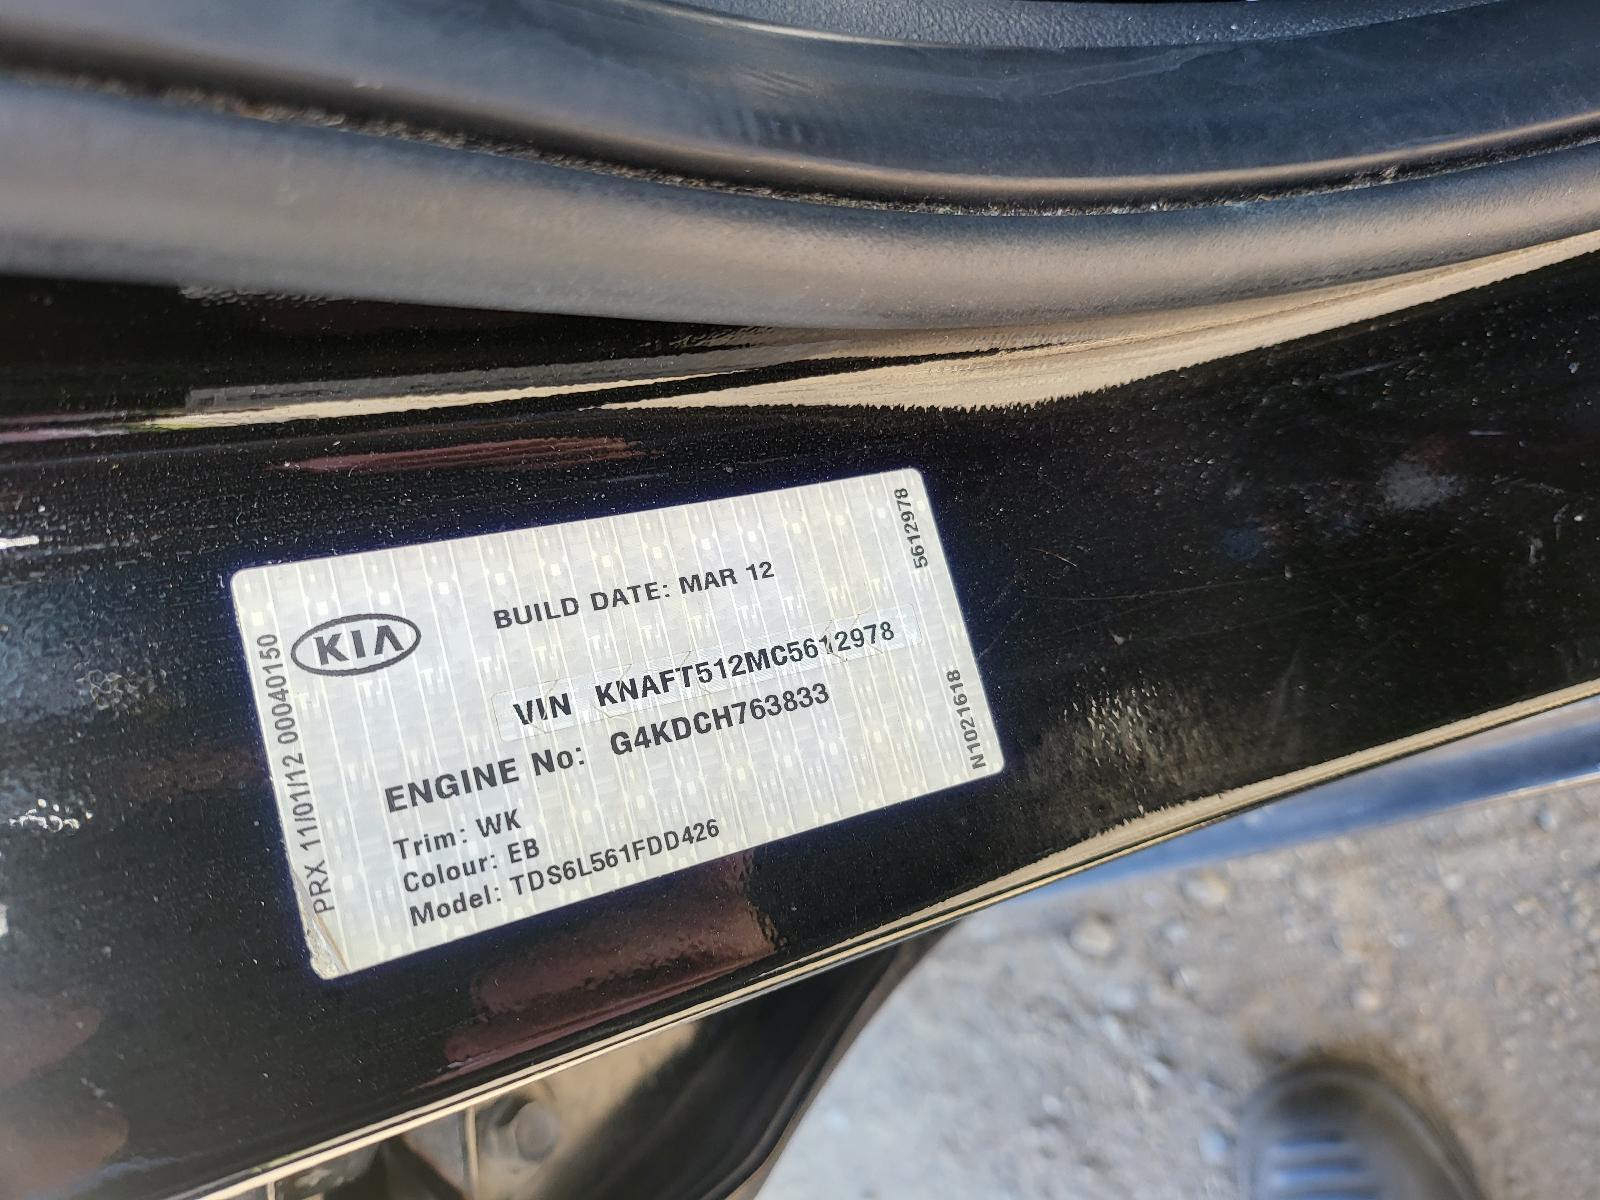 KIA
BUILD DATE: MAR 12
VIN KNAFT512MC5612978
ENGINE No: G4KDCH763833
Trim: WK
Colour: EB
Model: TDS6L561FDD426
PRX 11/01/12 00040150
5612978
N1021618